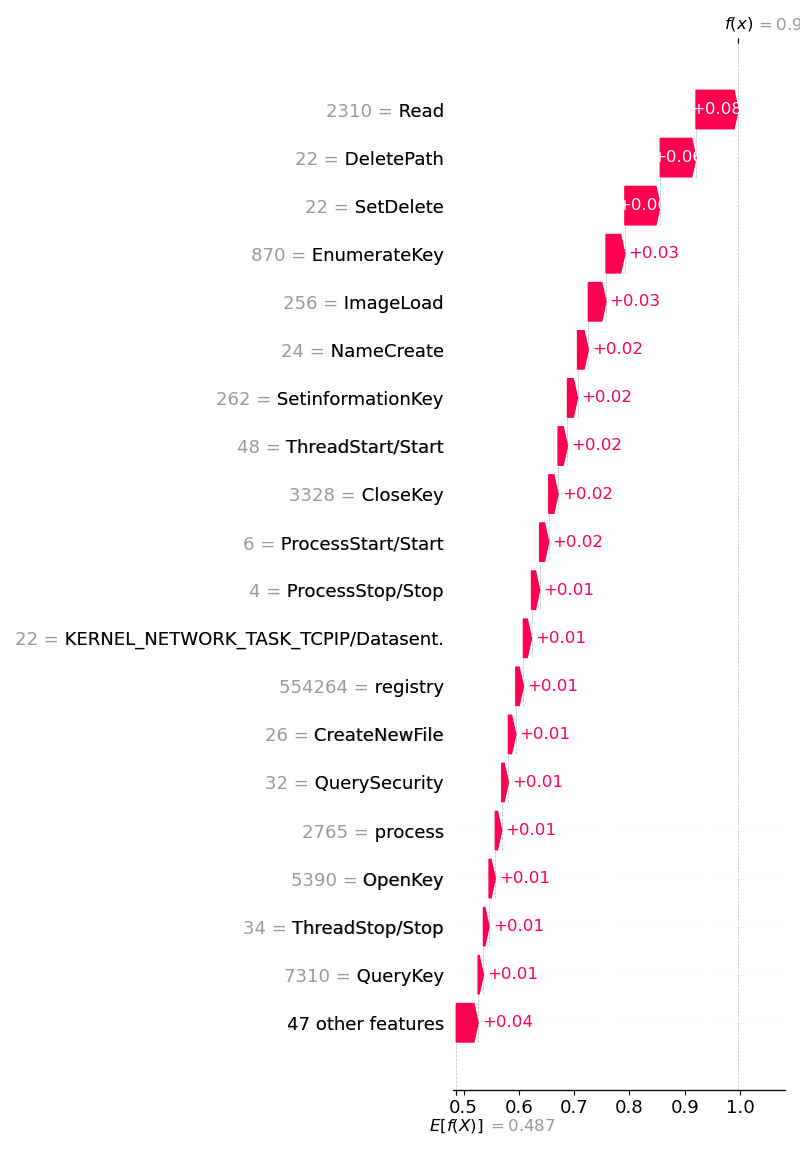 f(x) = 0.9
2310 = Read +0.08
22 = DeletePath +0.06
22 = SetDelete +0.06
870 = EnumerateKey +0.03
256 = ImageLoad +0.03
24 = NameCreate +0.02
262 = SetinformationKey +0.02
48 = ThreadStart/Start +0.02
3328 = CloseKey +0.02
6 = ProcessStart/Start +0.02
4 = ProcessStop/Stop +0.01
22 = KERNEL_NETWORK_TASK_TCPIP/Datasent. +0.01
554264 = registry +0.01
26 = CreateNewFile +0.01
32 = QuerySecurity +0.01
2765 = process +0.01
5390 = OpenKey +0.01
34 = ThreadStop/Stop +0.01
7310 = QueryKey +0.01
47 other features +0.04
0.5 0.6 0.7 0.8 0.9 1.0
E[f(X)] = 0.487